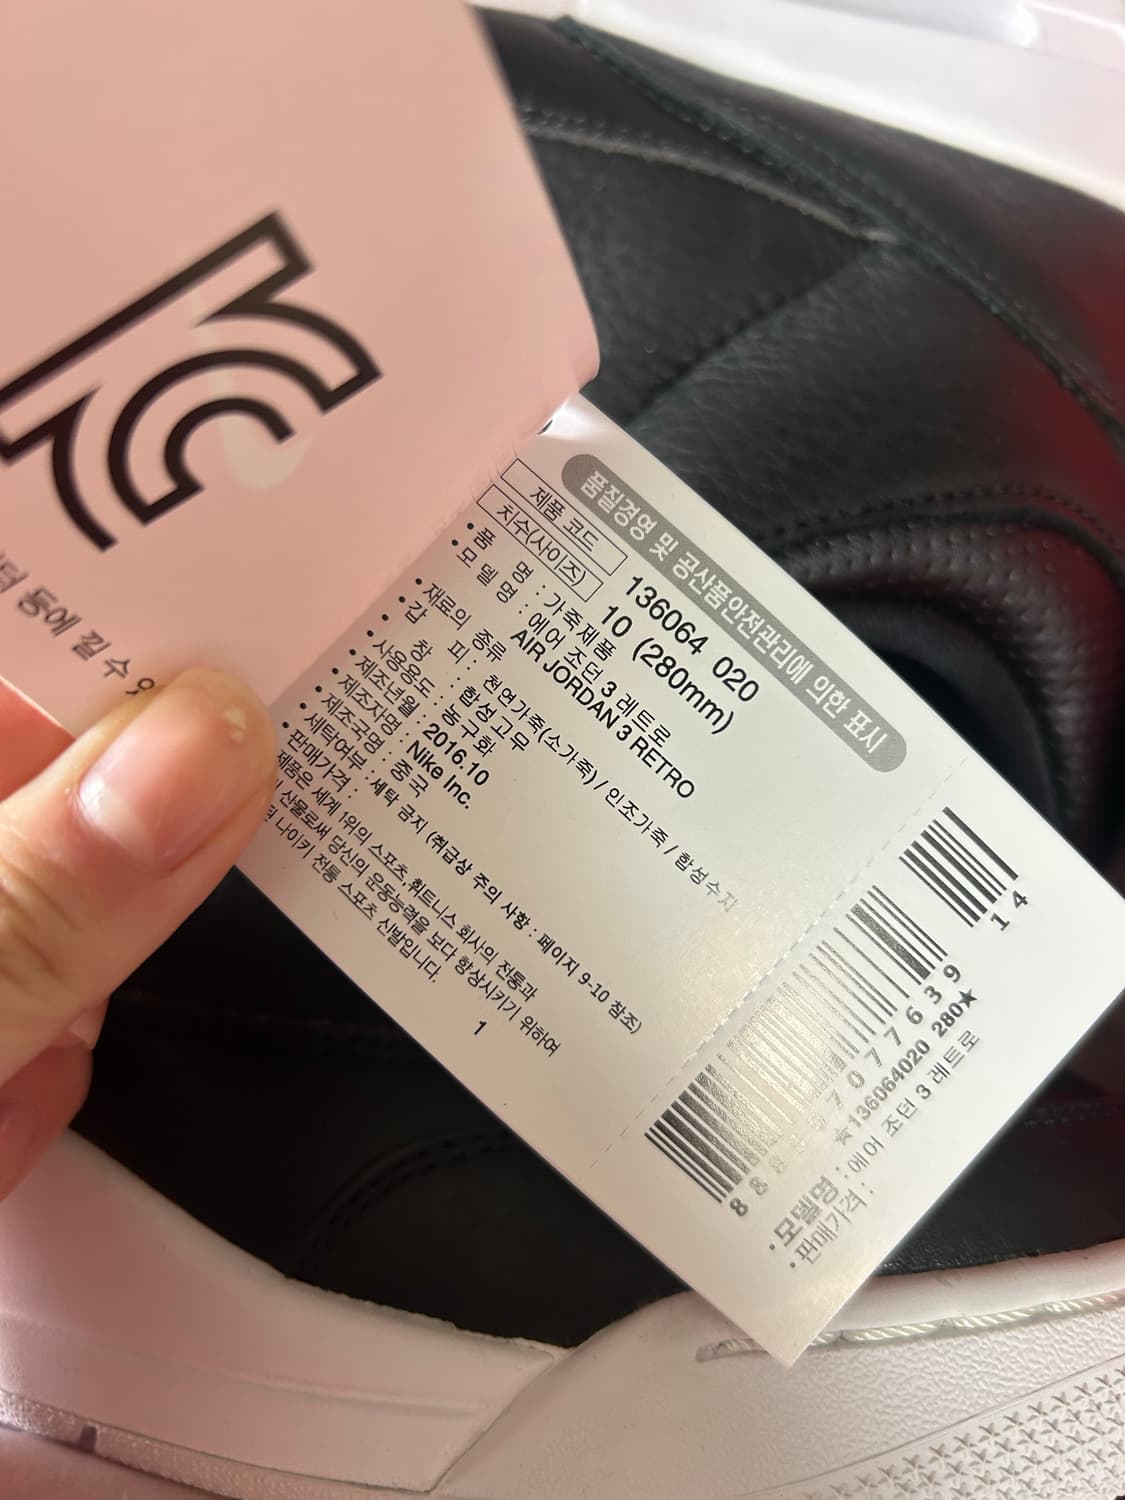 KC
동에 낄 수
품질경영 및 공산품안전관리에 의한 표시
제품 코드 136064 020
치수(사이즈) 10 (280mm)
• 품 명 : 가죽제품
• 모 델 명 : 에어 조던 3 레트로
AIR JORDAN 3 RETRO
• 재료의 종류
• 갑 피 : 천연가죽(소가죽) / 인조가죽 / 합성수지
창 : 합성고무
• 사용용도 : 농구화
• 제조년월 : 2016.10
• 제조자명 : Nike Inc.
• 제조국명 : 중국
• 세탁여부 : 세탁 금지 (취급상 주의 사항 : 페이지 9-10 참조)
• 판매가격 :
제품은 세계 1위의 스포츠, 휘트니스 회사의 전통과
산물로써 당신의 운동능력을 보다 향상시키기 위하여
나이키 전통 스포츠 신발입니다.
1
14
77639
★136064020 280★
• 모델명 : 에어 조던 3 레트로
• 판매가격 :